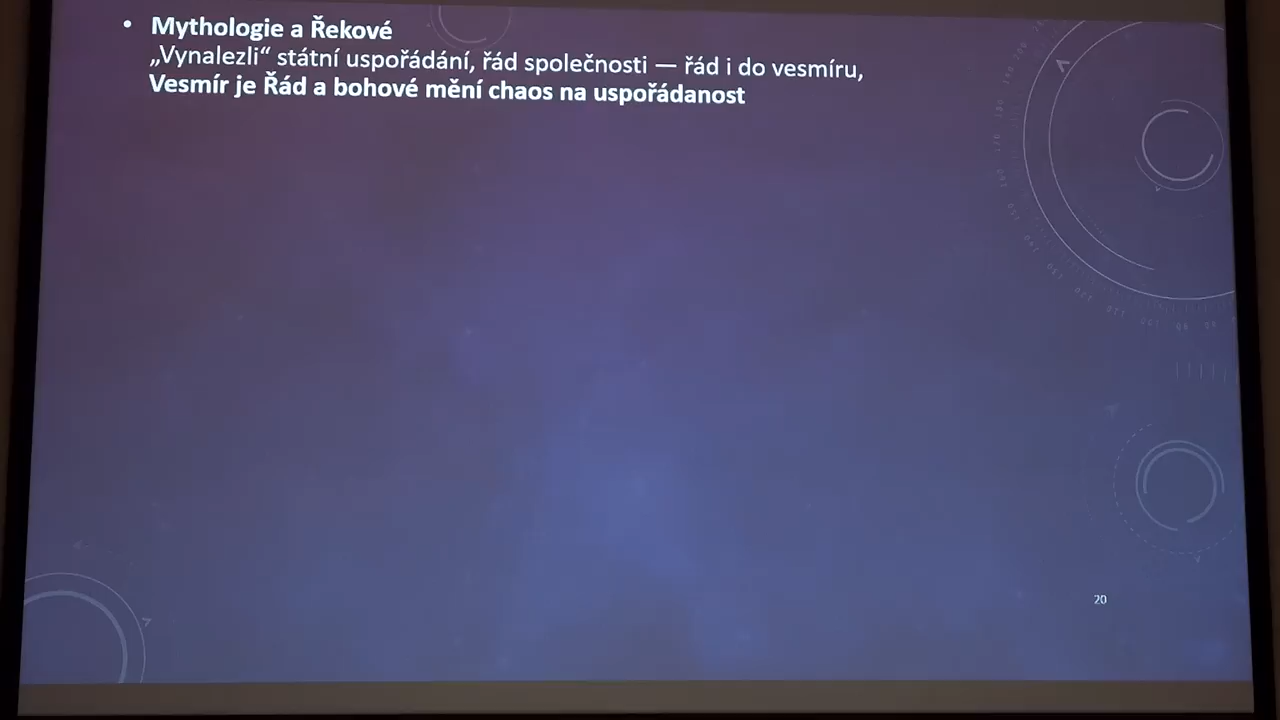 • Mythologie a Řekové
„Vynalezli“ státní uspořádání, řád společnosti — řád i do vesmíru,
Vesmír je Řád a bohové mění chaos na uspořádanost
20